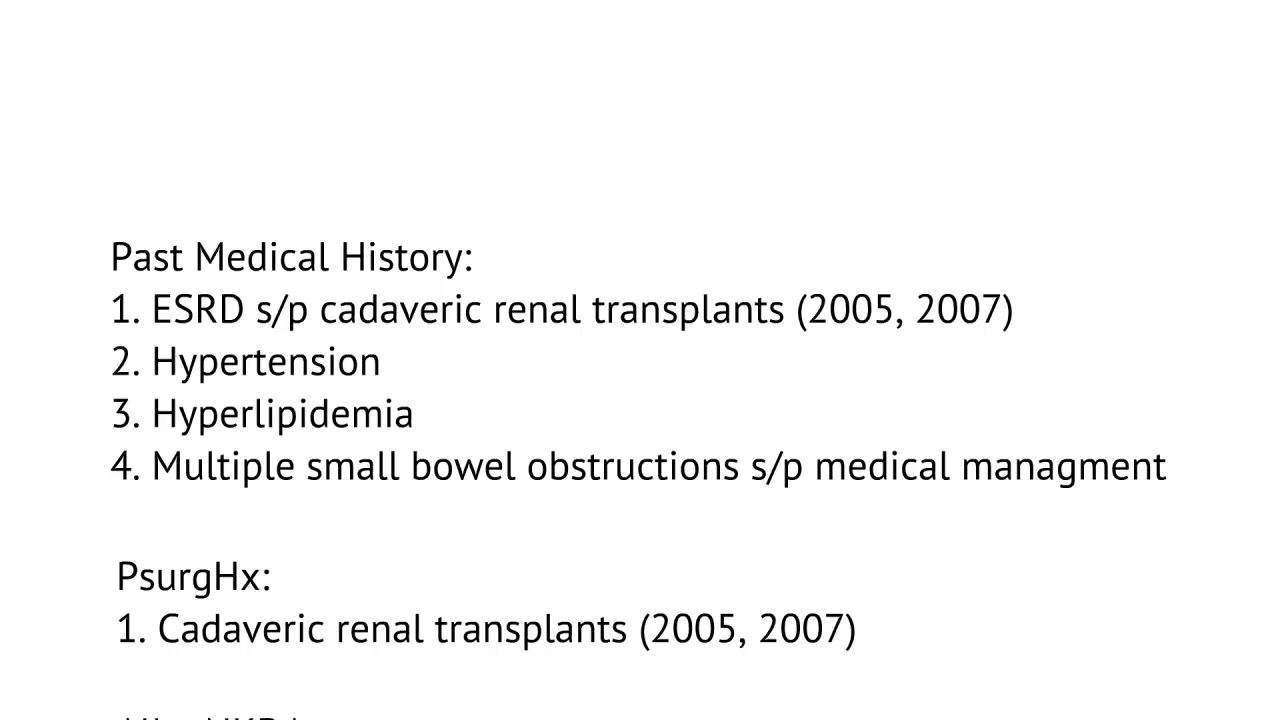 Past Medical History:
1. ESRD s/p cadaveric renal transplants (2005, 2007)
2. Hypertension
3. Hyperlipidemia
4. Multiple small bowel obstructions s/p medical managment
PsurgHx:
1. Cadaveric renal transplants (2005, 2007)